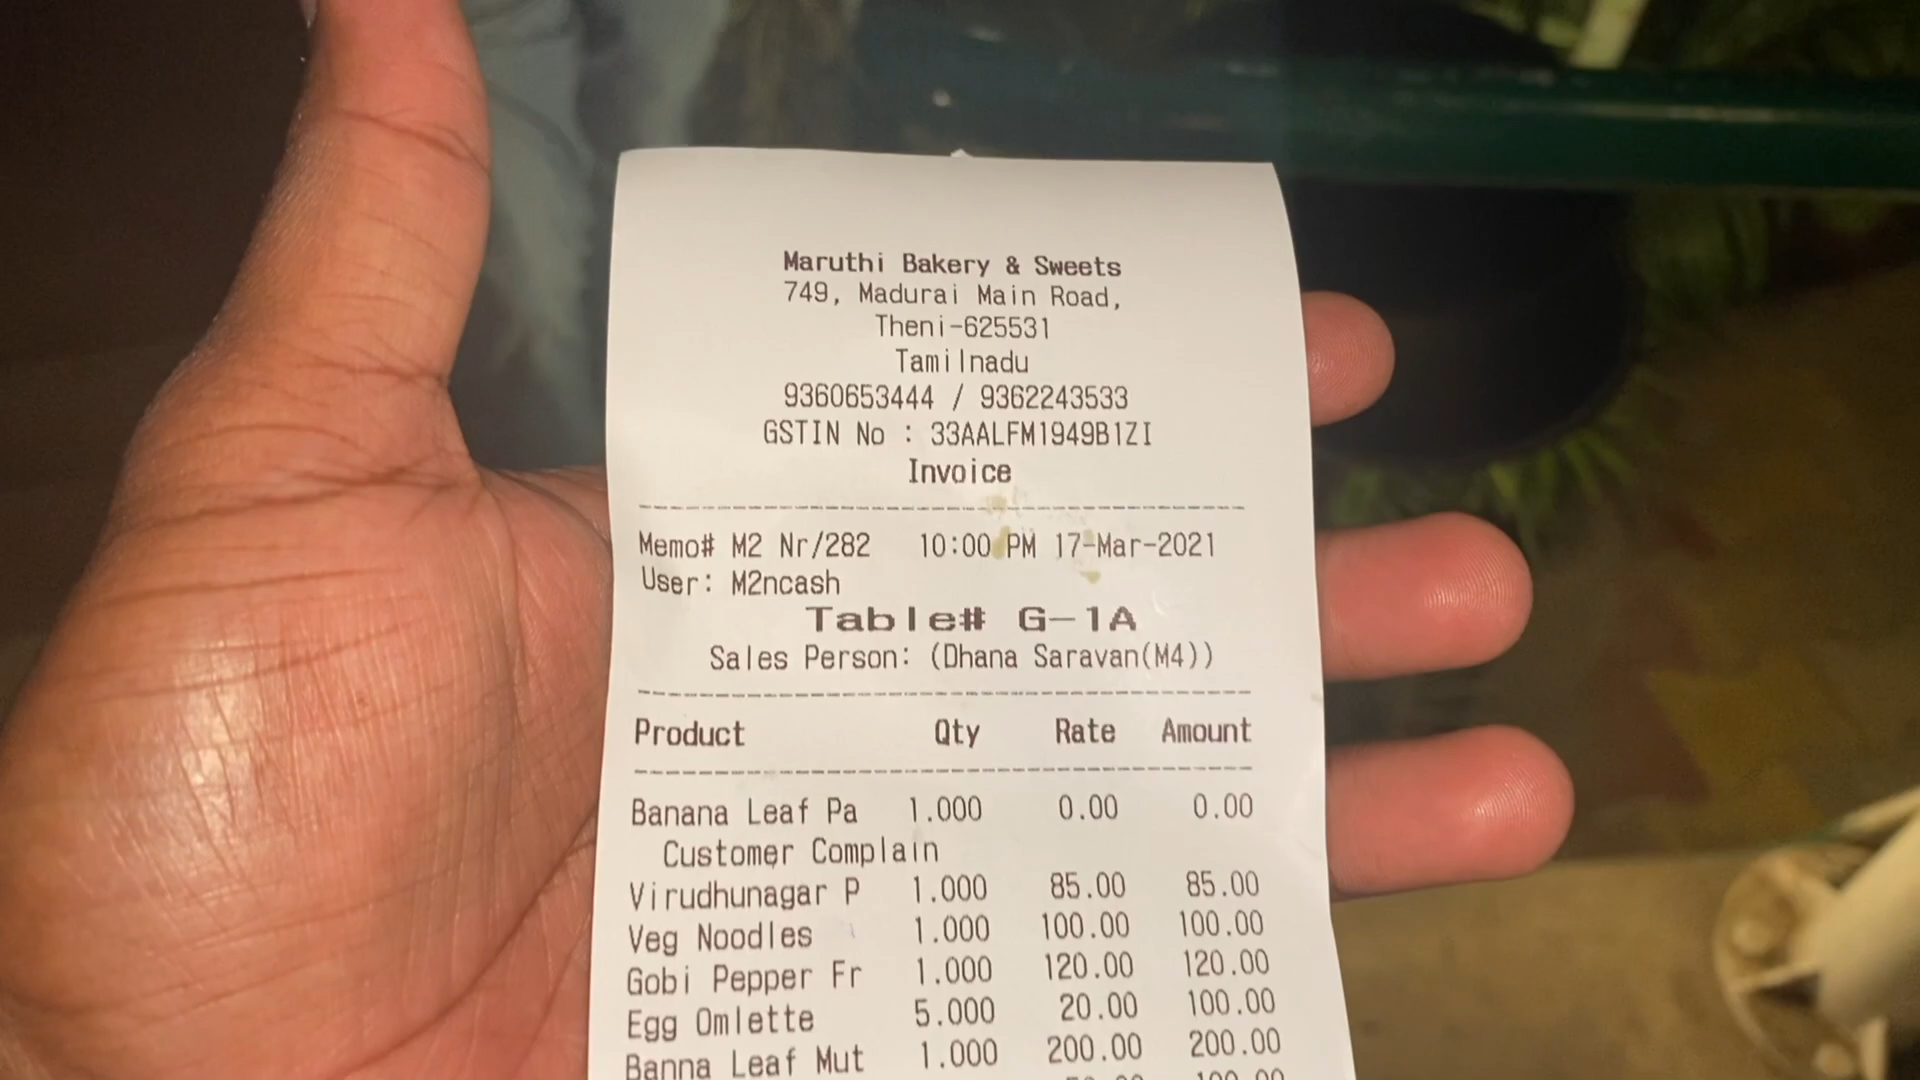 Maruthi Bakery & Sweets
749, Madurai Main Road,
Theni-625531
Tamilnadu
9360653444 / 9362243533
GSTIN No : 33AALFM1949B1ZI
Invoice
Memo# M2 Nr/282 10:00 PM 17-Mar-2021
User: M2ncash
Table# G-1A
Sales Person: (Dhana Saravan(M4))
Product Qty Rate Amount
Banana Leaf Pa 1.000 0.00 0.00
Customer Complain
Virudhunagar P 1.000 85.00 85.00
Veg Noodles 1.000 100.00 100.00
Gobi Pepper Fr 1.000 120.00 120.00
Egg Omlette 5.000 20.00 100.00
Banna Leaf Mut 1.000 200.00 200.00